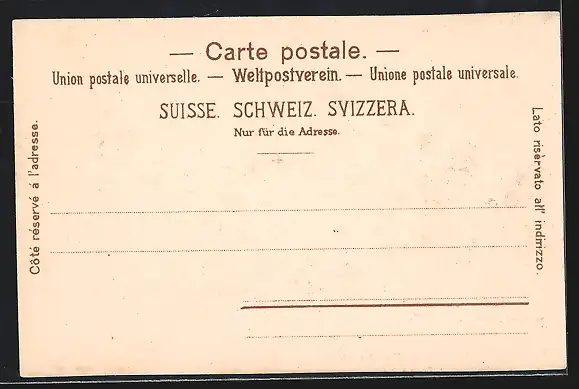 — Carte postale. —
Union postale universelle. — Weltpostverein. — Unione postale universale.
SUISSE. SCHWEIZ. SVIZZERA.
Nur für die Adresse.
Côté réservé à l'adresse.
Lato riservato all' indirizzo.